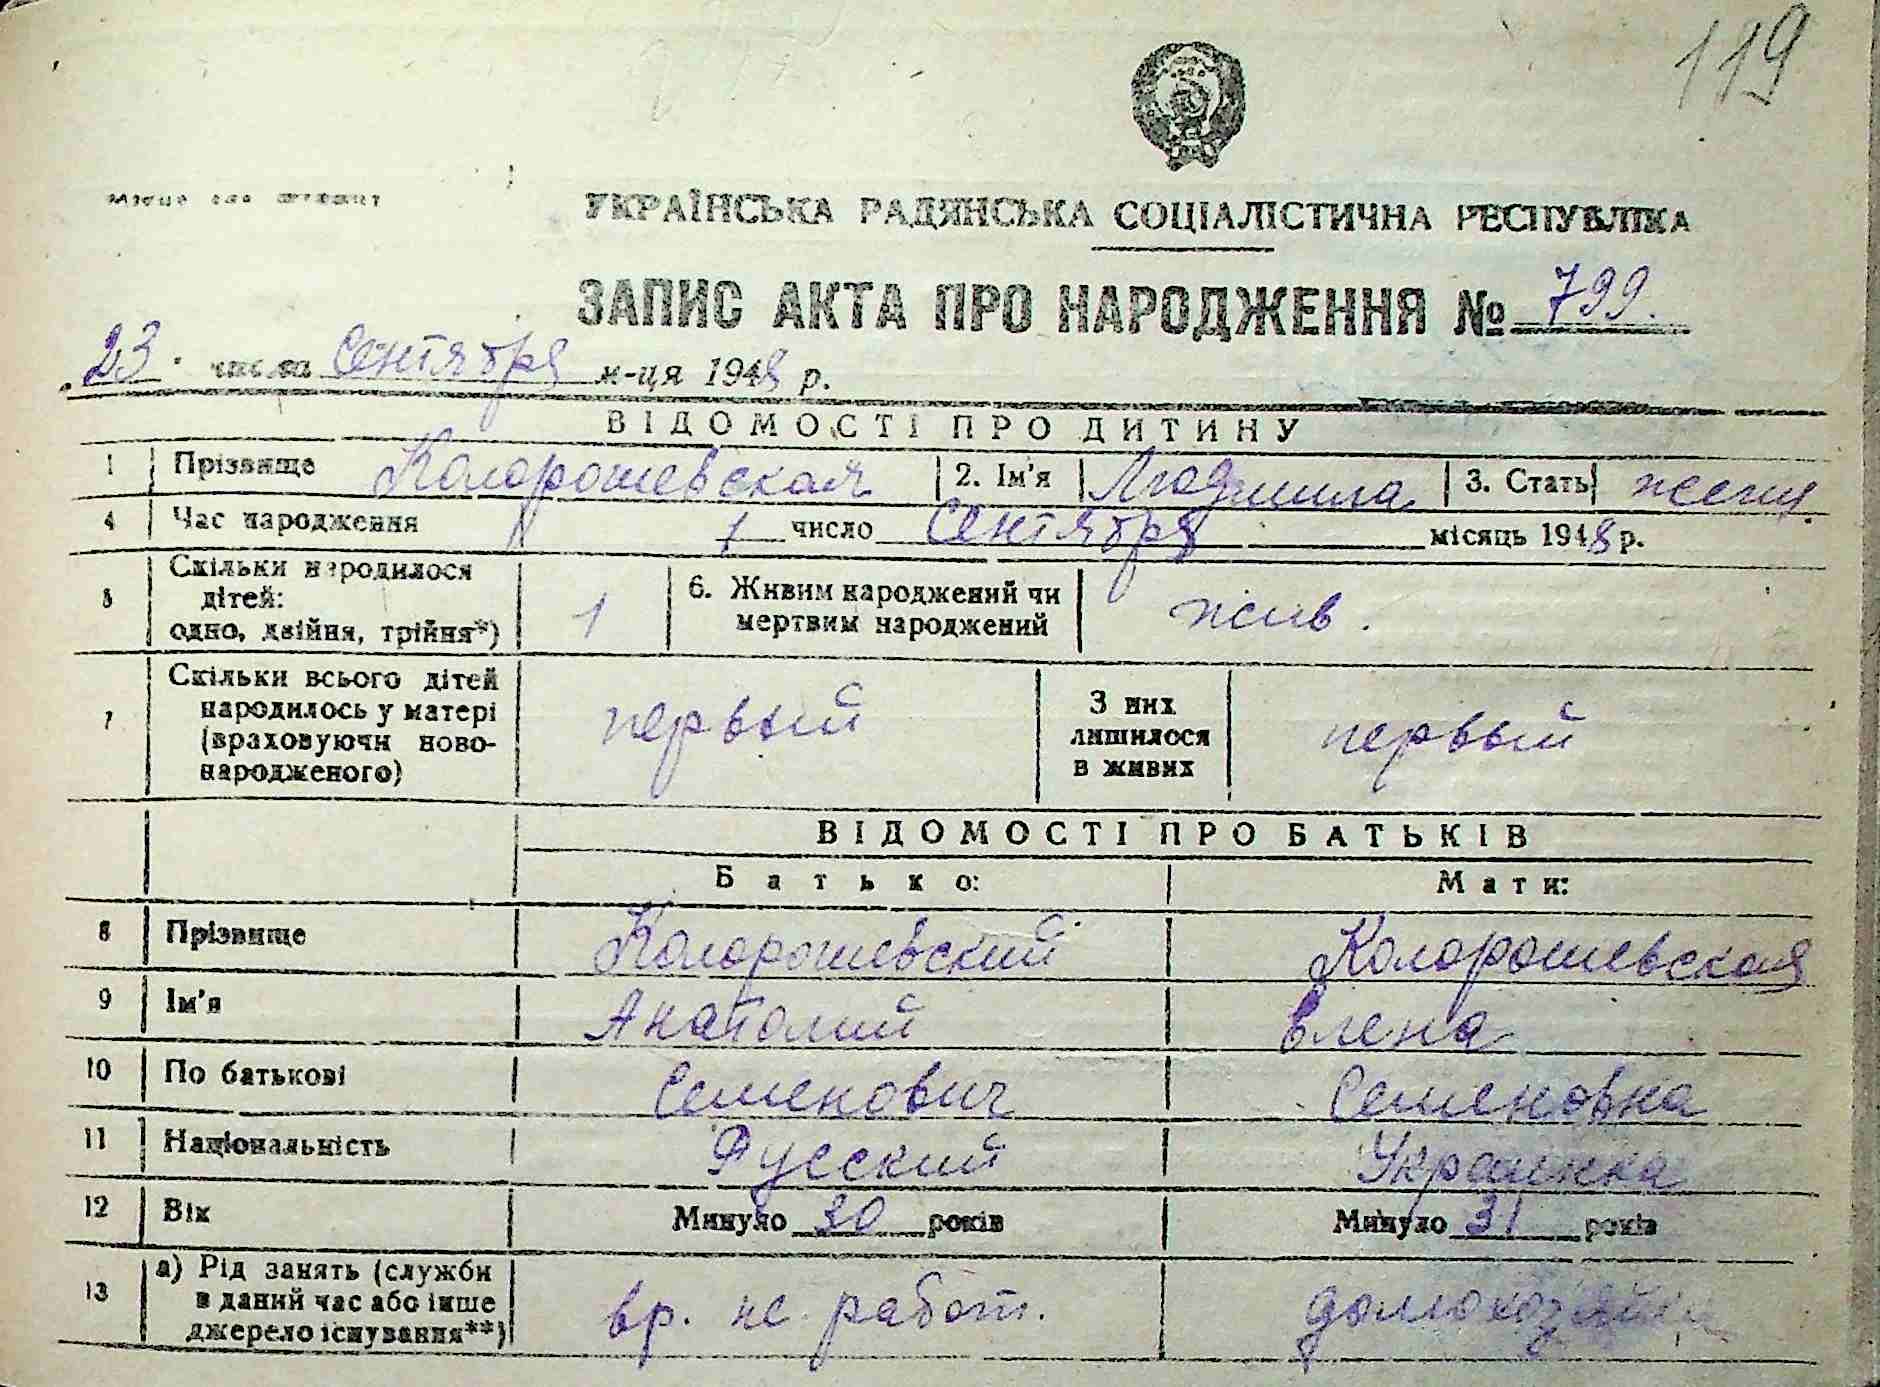 119
Місце для штампу
УКРАЇНСЬКА РАДЯНСЬКА СОЦІАЛІСТИЧНА РЕСПУБЛІКА
ЗАПИС АКТА ПРО НАРОДЖЕННЯ № 799.
„23" числа Сентября м-ця 1948 р.
ВІДОМОСТІ ПРО ДИТИНУ
1 Прізвище Колорошевская 2. Ім'я Людмила 3. Стать женщ.
4 Час народження 1 число Сентября місяць 1948 р.
5 Скільки народилося
дітей:
одно, двійня, трійня*) 1 6. Живим народжений чи
мертвим народжений жив.
7 Скільки всього дітей
народилось у матері
(враховуючи ново-
народженого) первый З них
лишилося
в живих первый
ВІДОМОСТІ ПРО БАТЬКІВ
Батько: Мати:
8 Прізвище Колорошевский Колорошевская
9 Ім'я Анатолий Елена
10 По батькові Семенович Семеновна
11 Національність Русский Украинка
12 Вік Минуло 30 років Минуло 31 років
13 а) Рід занять (служби
в даний час або інше
джерело існування**) вр. не работ. домохозяйка